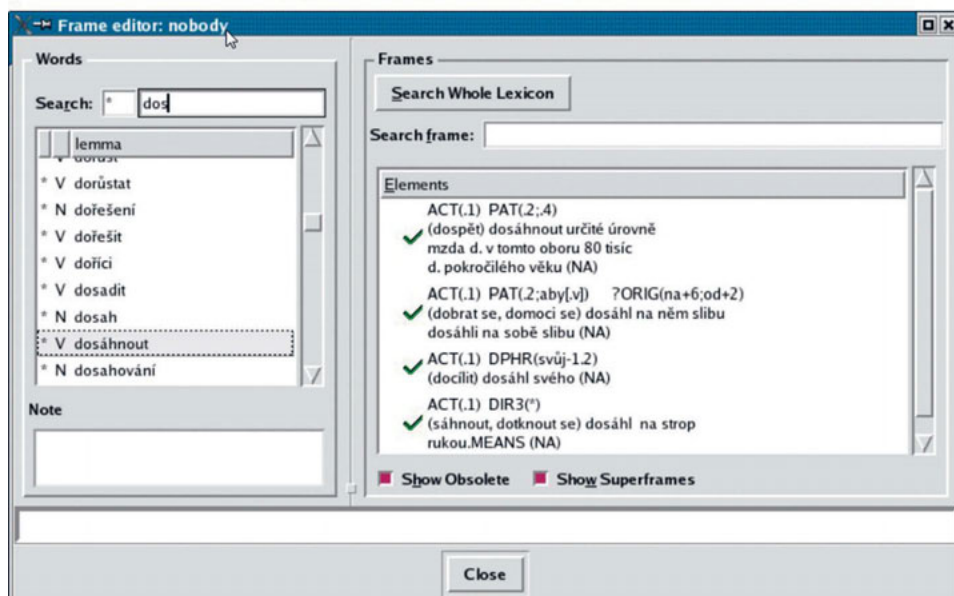 Frame editor: nobody
Words
Search: * dos
lemma
dorůst
* V dorůstat
* N dořešení
* V dořešit
* V doříci
* V dosadit
* N dosah
* V dosáhnout
* N dosahování
Note
Frames
Search Whole Lexicon
Search frame:
Elements
ACT(.1) PAT(.2;.4)
(dospět) dosáhnout určité úrovně
mzda d. v tomto oboru 80 tisíc
d. pokročilého věku (NA)
ACT(.1) PAT(.2;aby[.v]) ?ORIG(na+6;od+2)
(dobrat se, domoci se) dosáhl na něm slibu
dosáhli na sobě slibu (NA)
ACT(.1) DPHR(svůj-1.2)
(docílit) dosáhl svého (NA)
ACT(.1) DIR3(*)
(sáhnout, dotknout se) dosáhl na strop
rukou.MEANS (NA)
Show Obsolete Show Superframes
Close